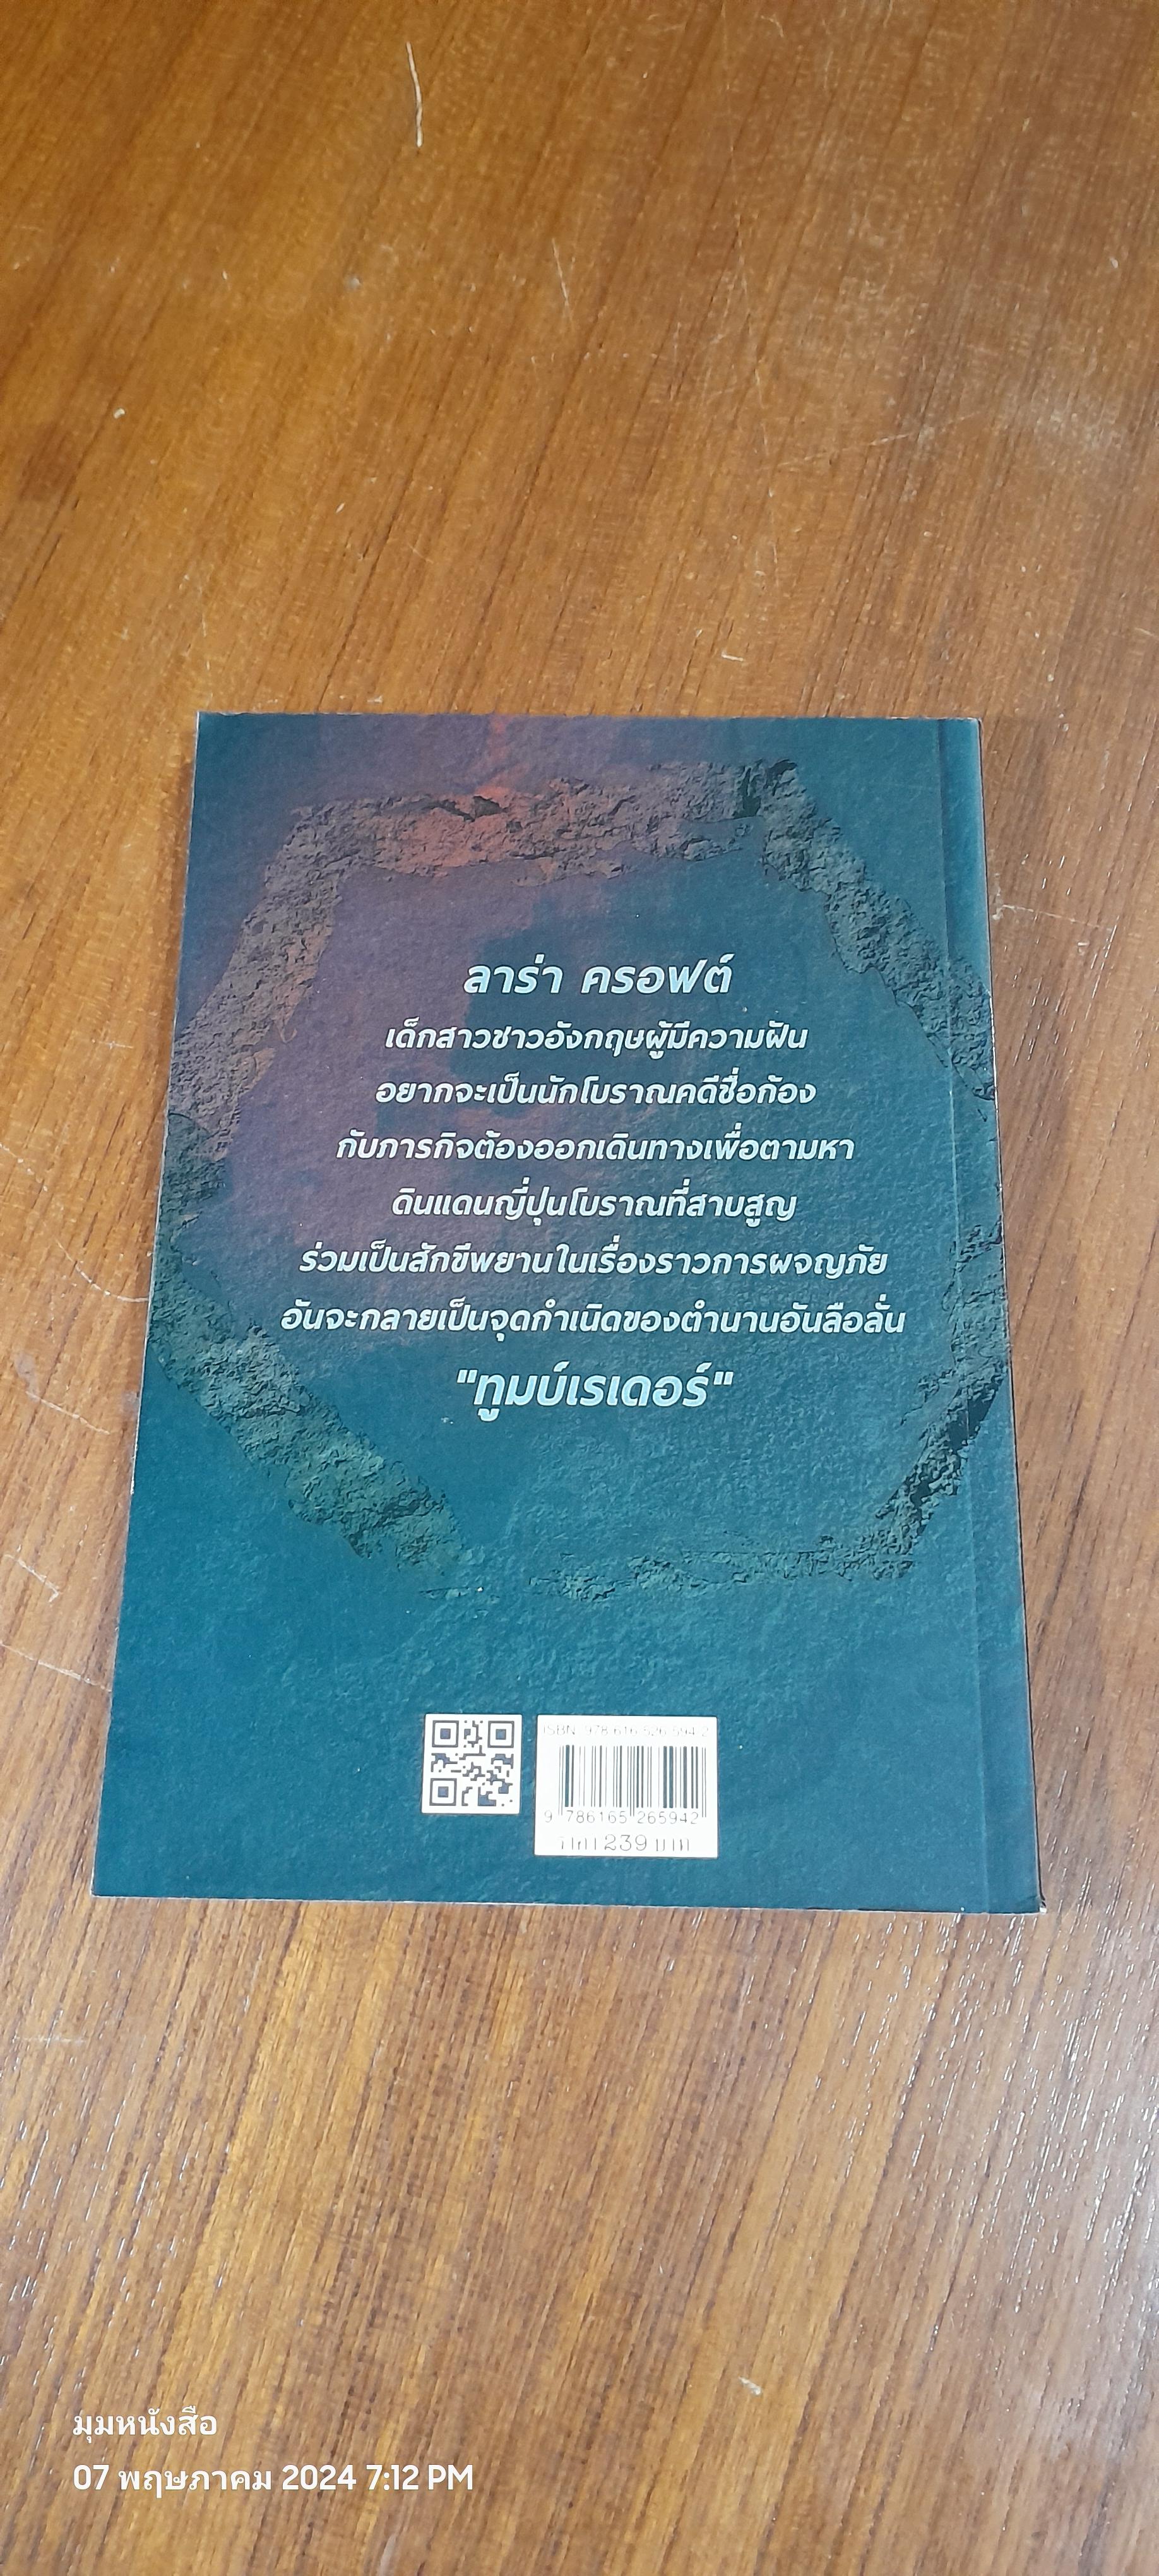 ลาร่า ครอฟต์
เด็กสาวชาวอังกฤษผู้มีความฝัน
อยากจะเป็นนักโบราณคดีชื่อก้อง
กับภารกิจต้องออกเดินทางเพื่อตามหา
ดินแดนญี่ปุ่นโบราณที่สาบสูญ
ร่วมเป็นสักขีพยานในเรื่องราวการผจญภัย
อันจะกลายเป็นจุดกำเนิดของตำนานอันลือลั่น
"ทูมบ์เรเดอร์"
ISBN 978-616-526-594-2
9 786165 265942
ราคา 239 บาท
มุมหนังสือ
07 พฤษภาคม 2024 7:12 PM